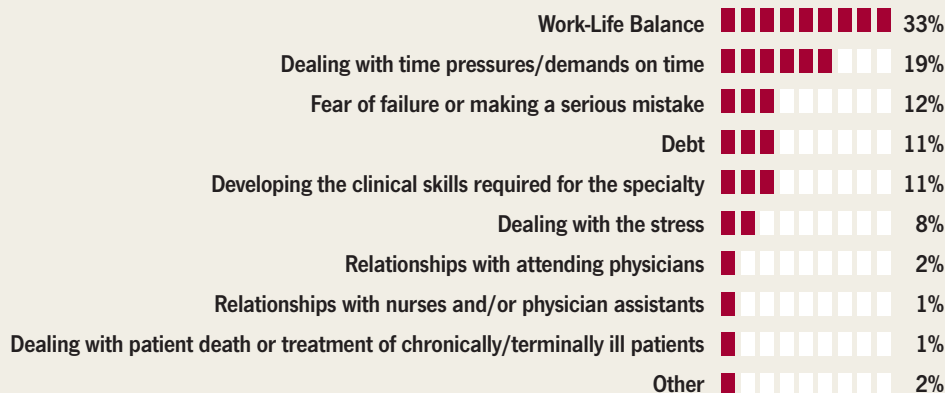 Work-Life Balance 33%
Dealing with time pressures/demands on time 19%
Fear of failure or making a serious mistake 12%
Debt 11%
Developing the clinical skills required for the specialty 11%
Dealing with the stress 8%
Relationships with attending physicians 2%
Relationships with nurses and/or physician assistants 1%
Dealing with patient death or treatment of chronically/terminally ill patients 1%
Other 2%